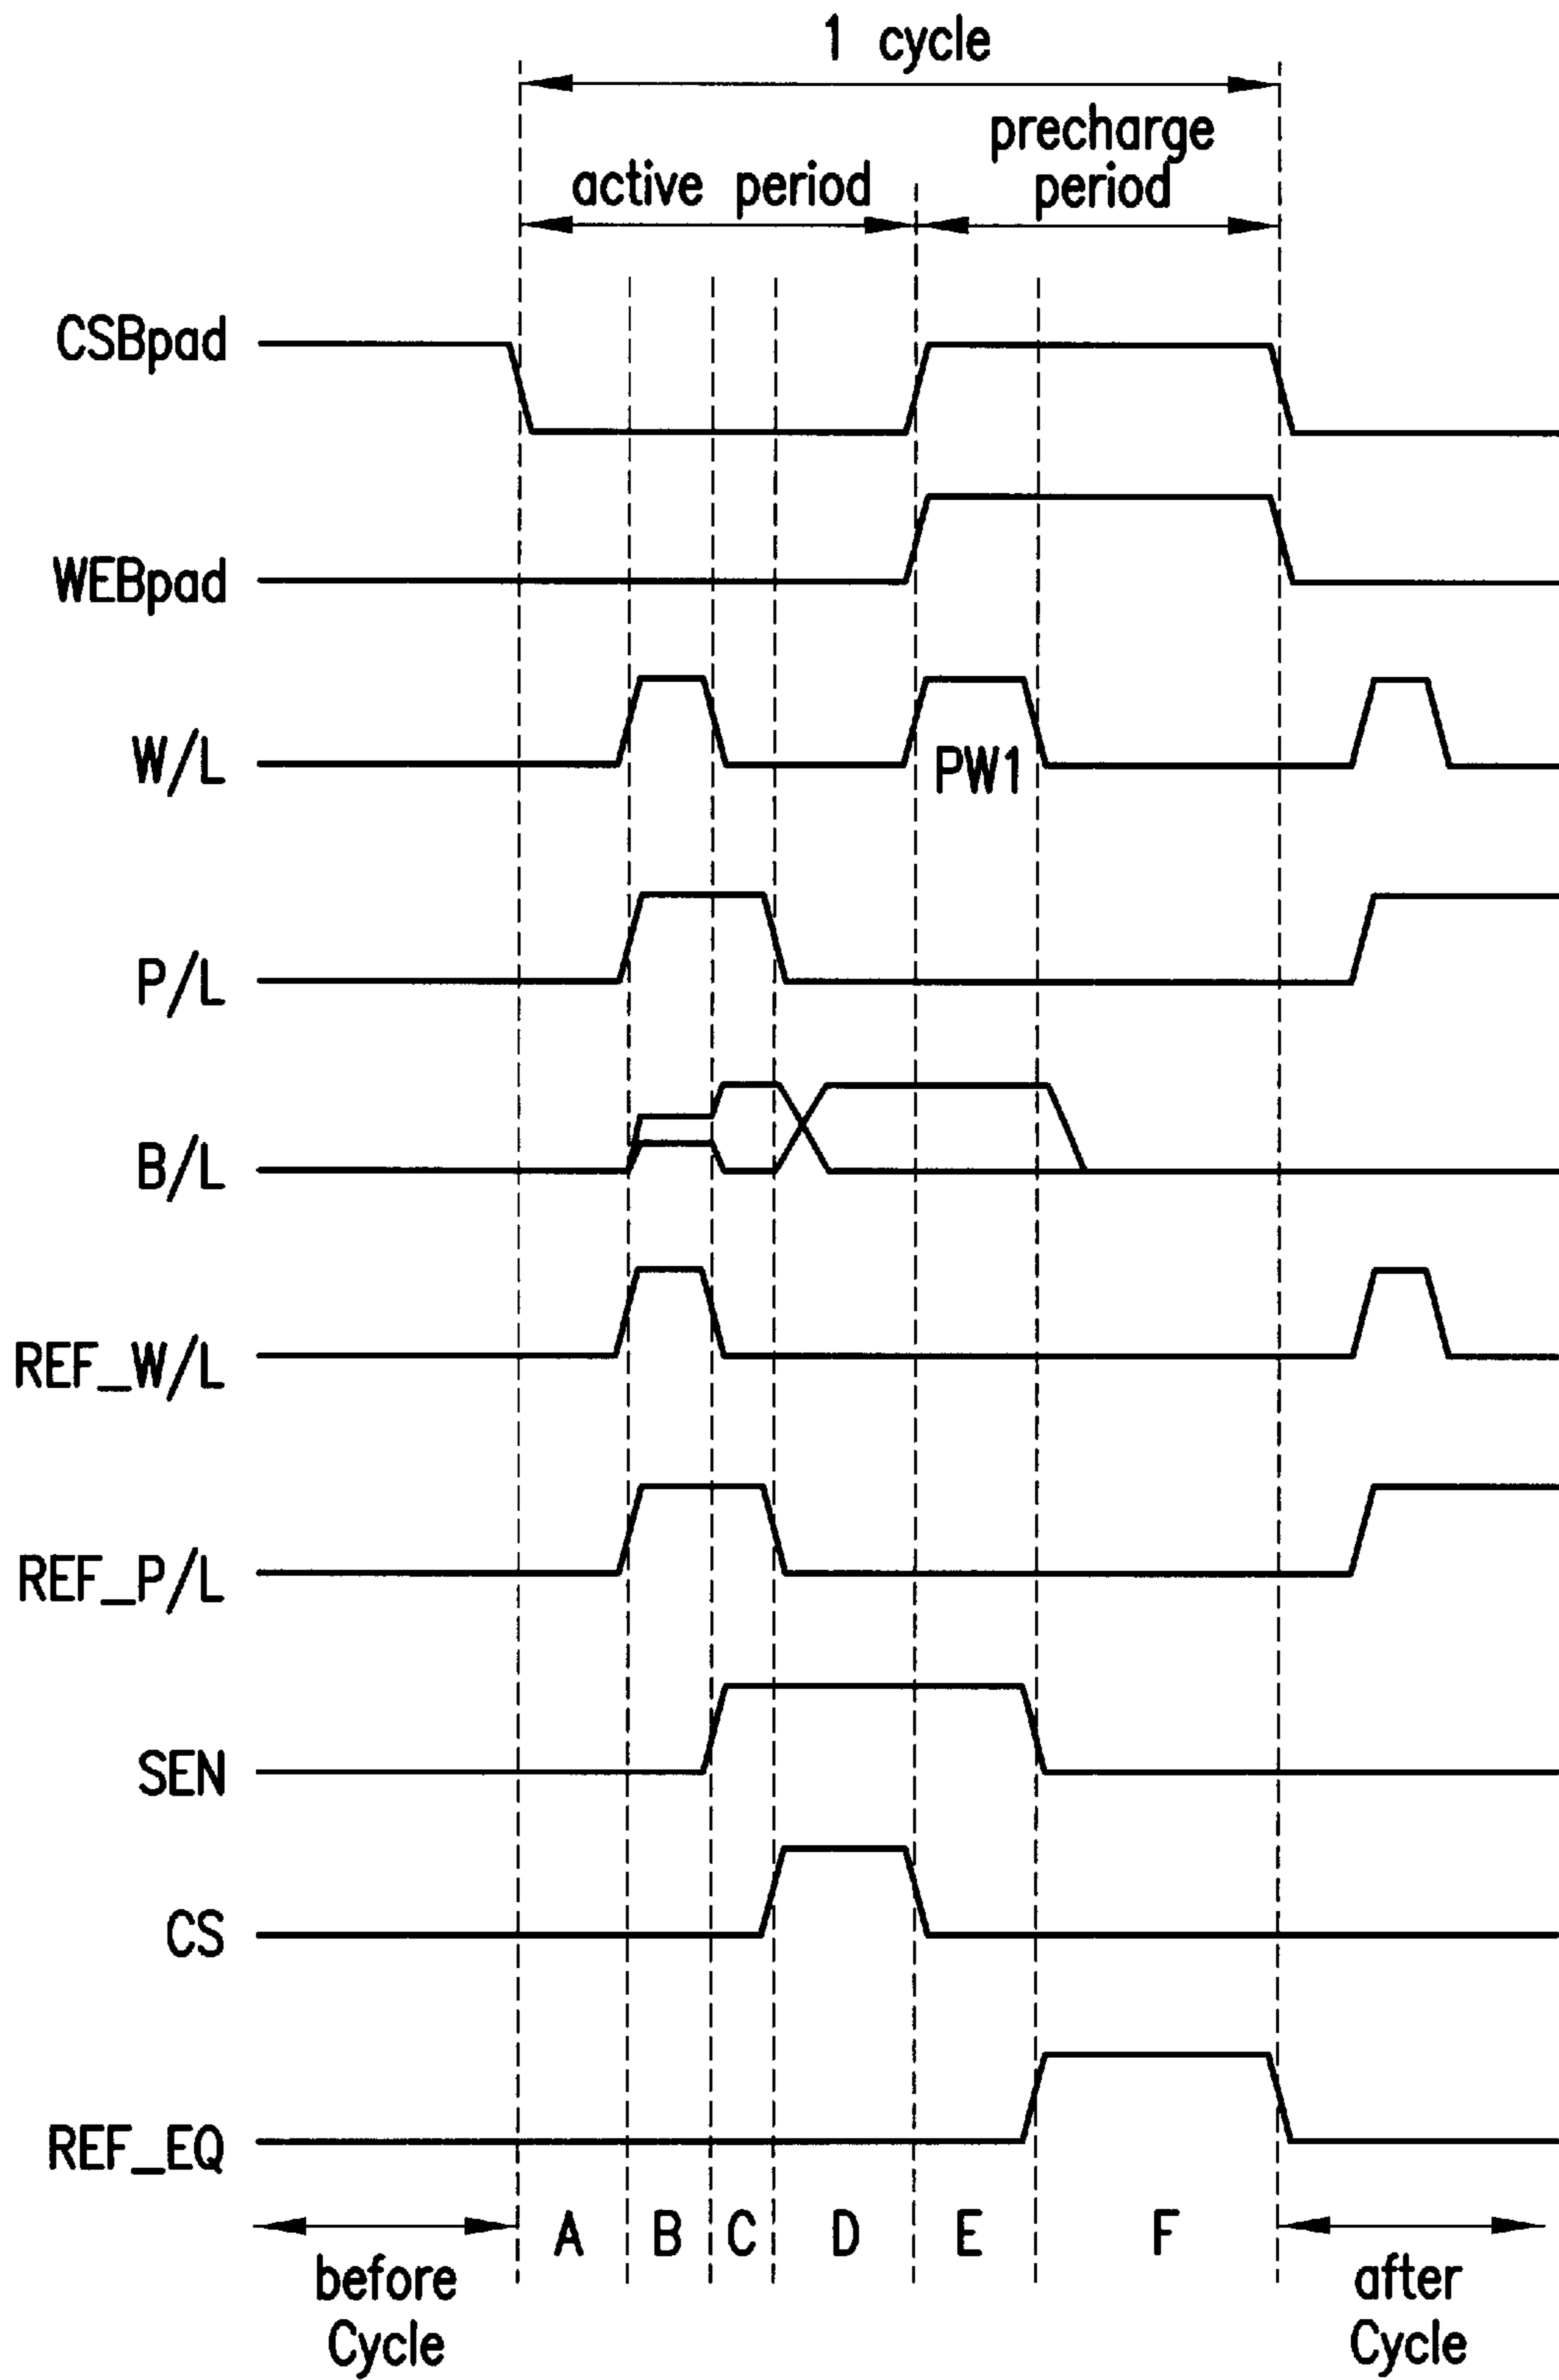 1 cycle
precharge
active period period
CSBpad
WEBpad
W/L
PW1
P/L
B/L
REF_W/L
REF_P/L
SEN
CS
REF_EQ
A B C D E F
before
Cycle
after
Cycle